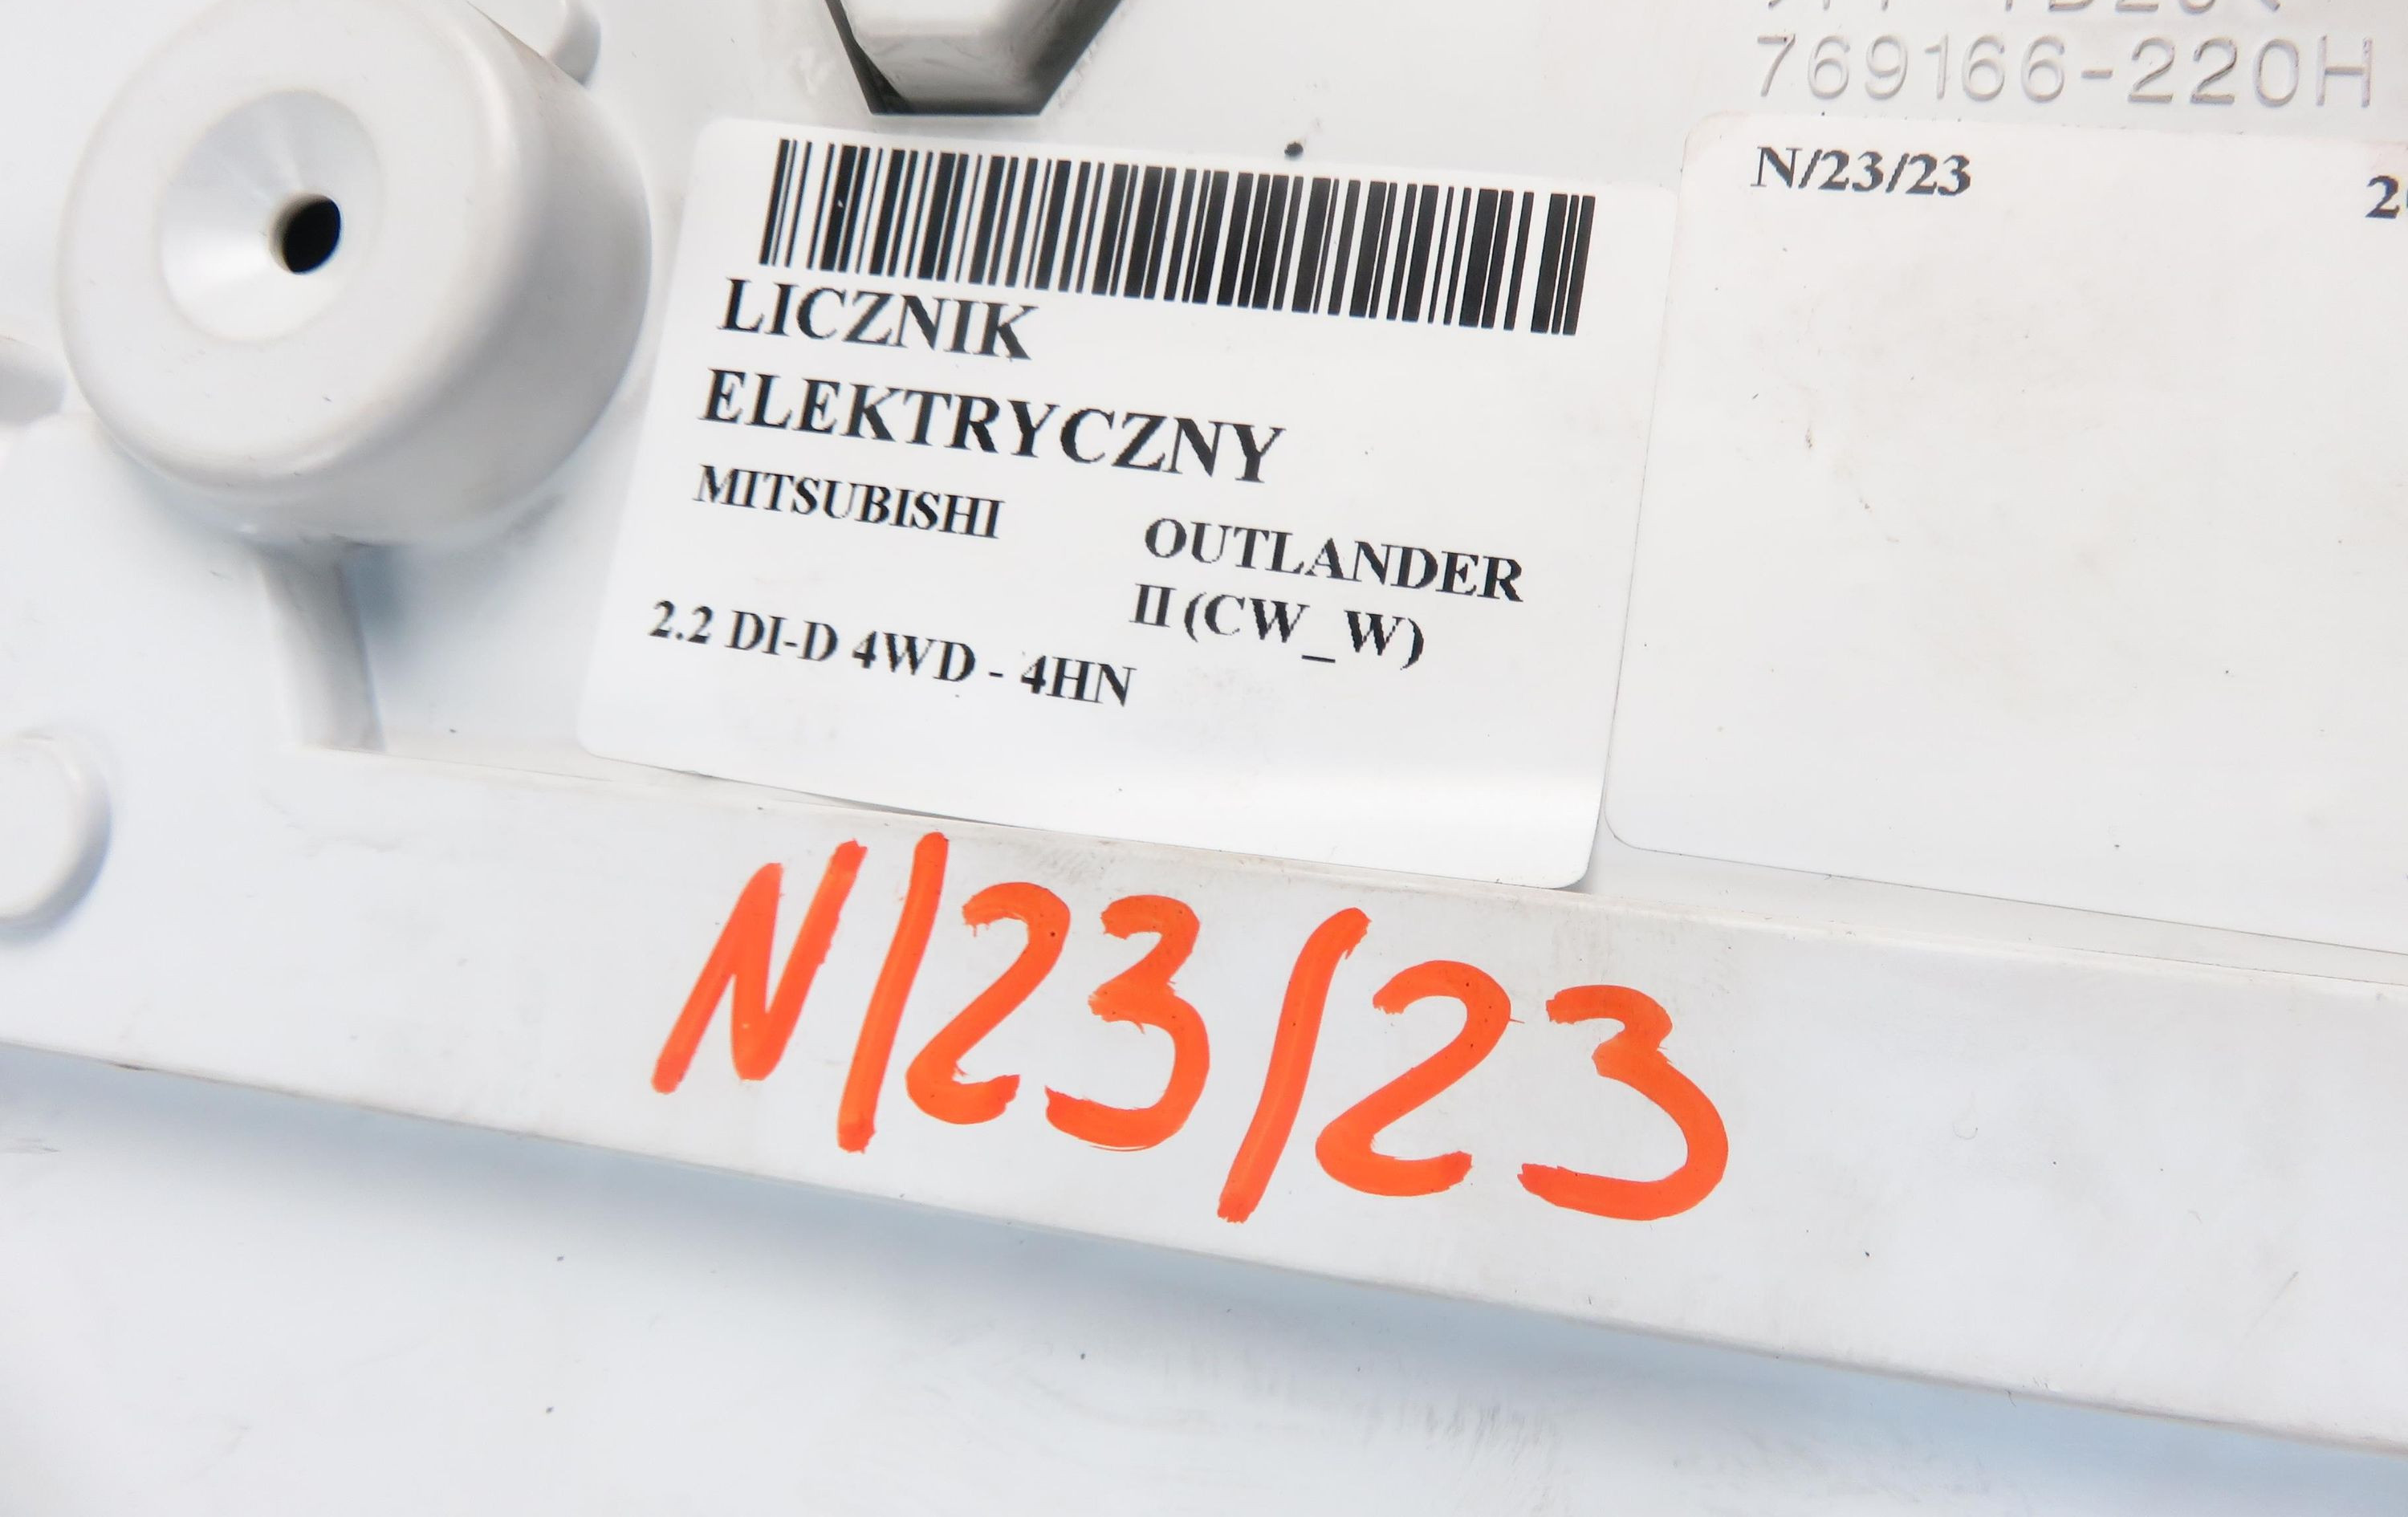 769166-220H
N/23/23
LICZNIK
ELEKTRYCZNY
MITSUBISHI
OUTLANDER
II (CW_W)
2.2 DI-D 4WD - 4HN
N/23/23